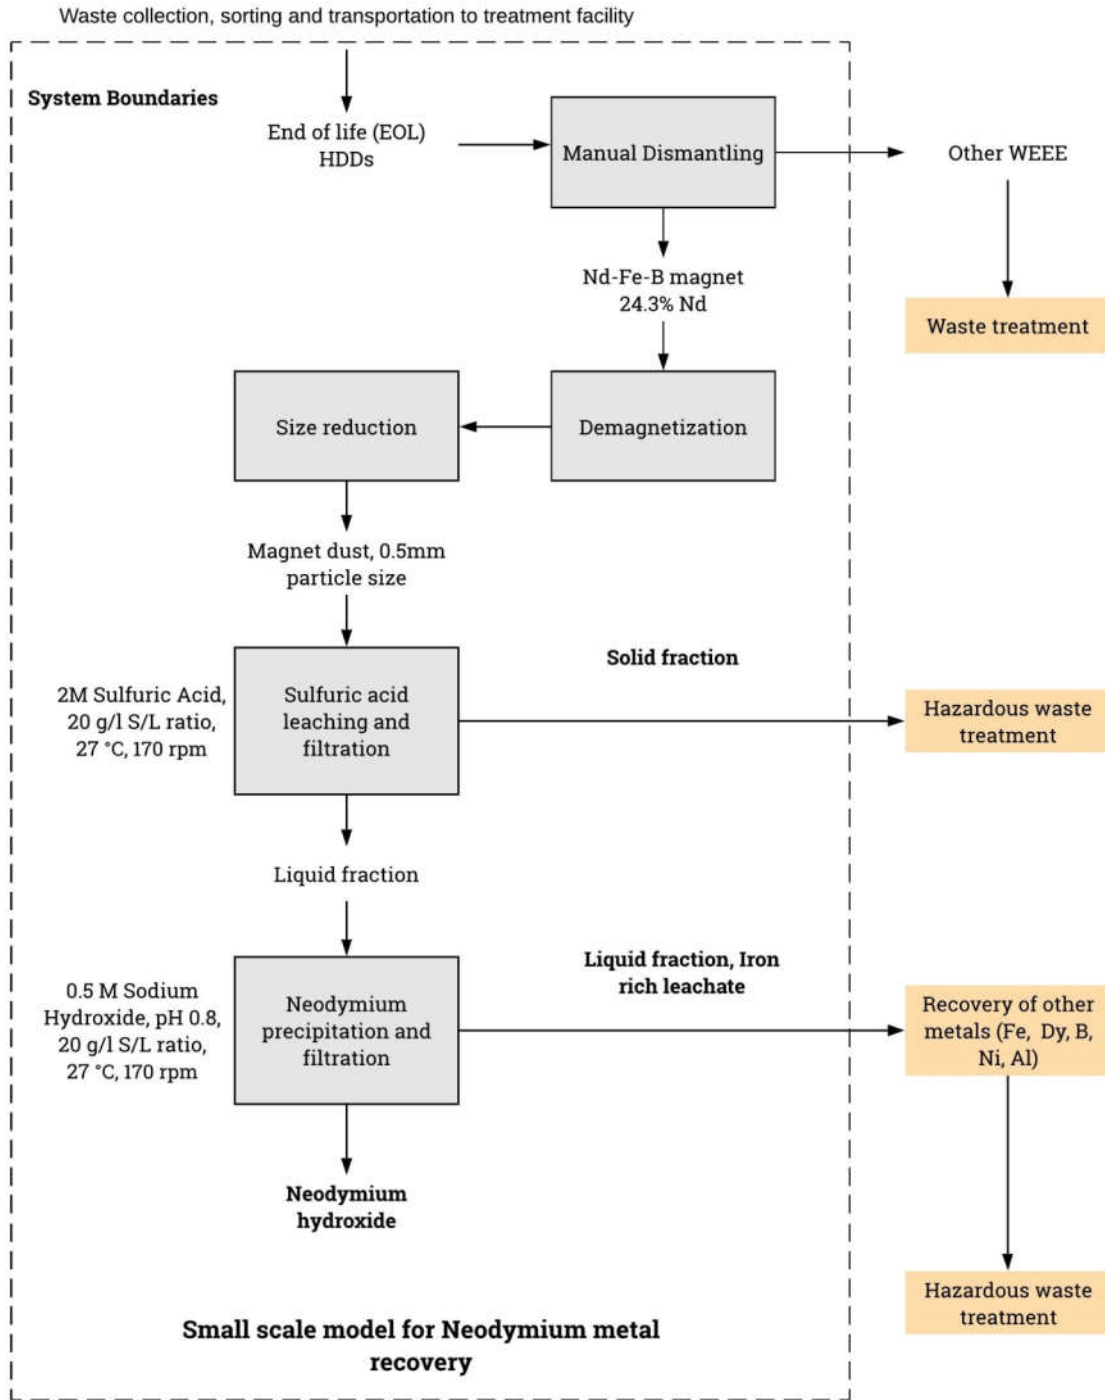 Waste collection, sorting and transportation to treatment facility
System Boundaries
End of life (EOL)
HDDs
Manual Dismantling
Other WEEE
Nd-Fe-B magnet
24.3% Nd
Waste treatment
Size reduction
Demagnetization
Magnet dust, 0.5mm
particle size
2M Sulfuric Acid,
20 g/l S/L ratio,
27 °C, 170 rpm
Sulfuric acid
leaching and
filtration
Solid fraction
Hazardous waste
treatment
Liquid fraction
0.5 M Sodium
Hydroxide, pH 0.8,
20 g/l S/L ratio,
27 °C, 170 rpm
Neodymium
precipitation and
filtration
Liquid fraction, Iron
rich leachate
Recovery of other
metals (Fe, Dy, B,
Ni, Al)
Neodymium
hydroxide
Hazardous waste
treatment
Small scale model for Neodymium metal
recovery